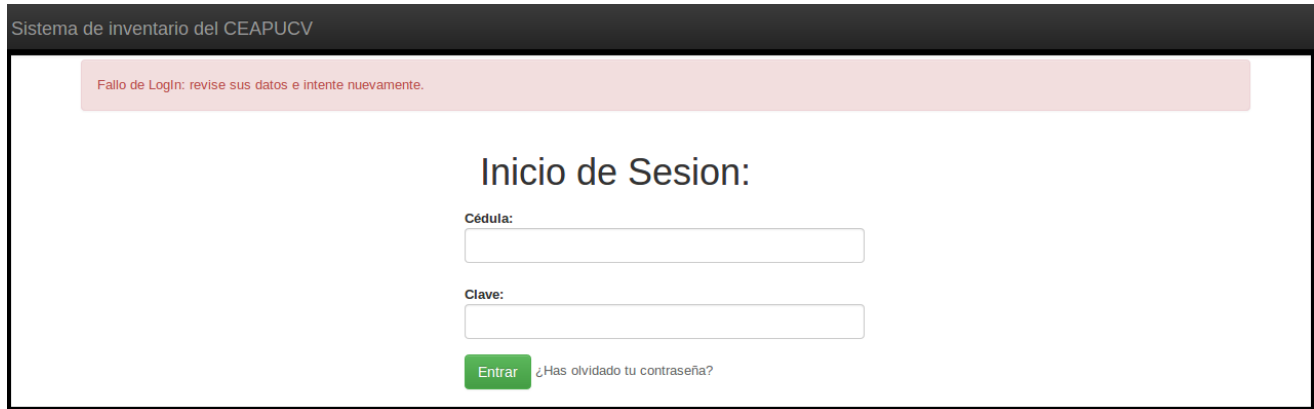 Sistema de inventario del CEAPUCV
Fallo de LogIn: revise sus datos e intente nuevamente.
Inicio de Sesion:
Cédula:
Clave:
Entrar ¿Has olvidado tu contraseña?